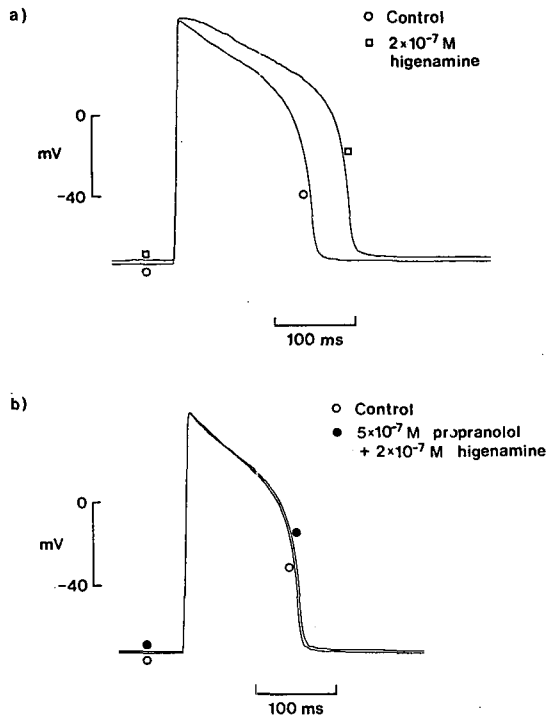 a)
○ Control
□ 2×10⁻⁷ M
higenamine
0
mV
-40
100 ms
b)
○ Control
● 5×10⁻⁷ M propranolol
+ 2×10⁻⁷ M higenamine
0
mV
-40
100 ms